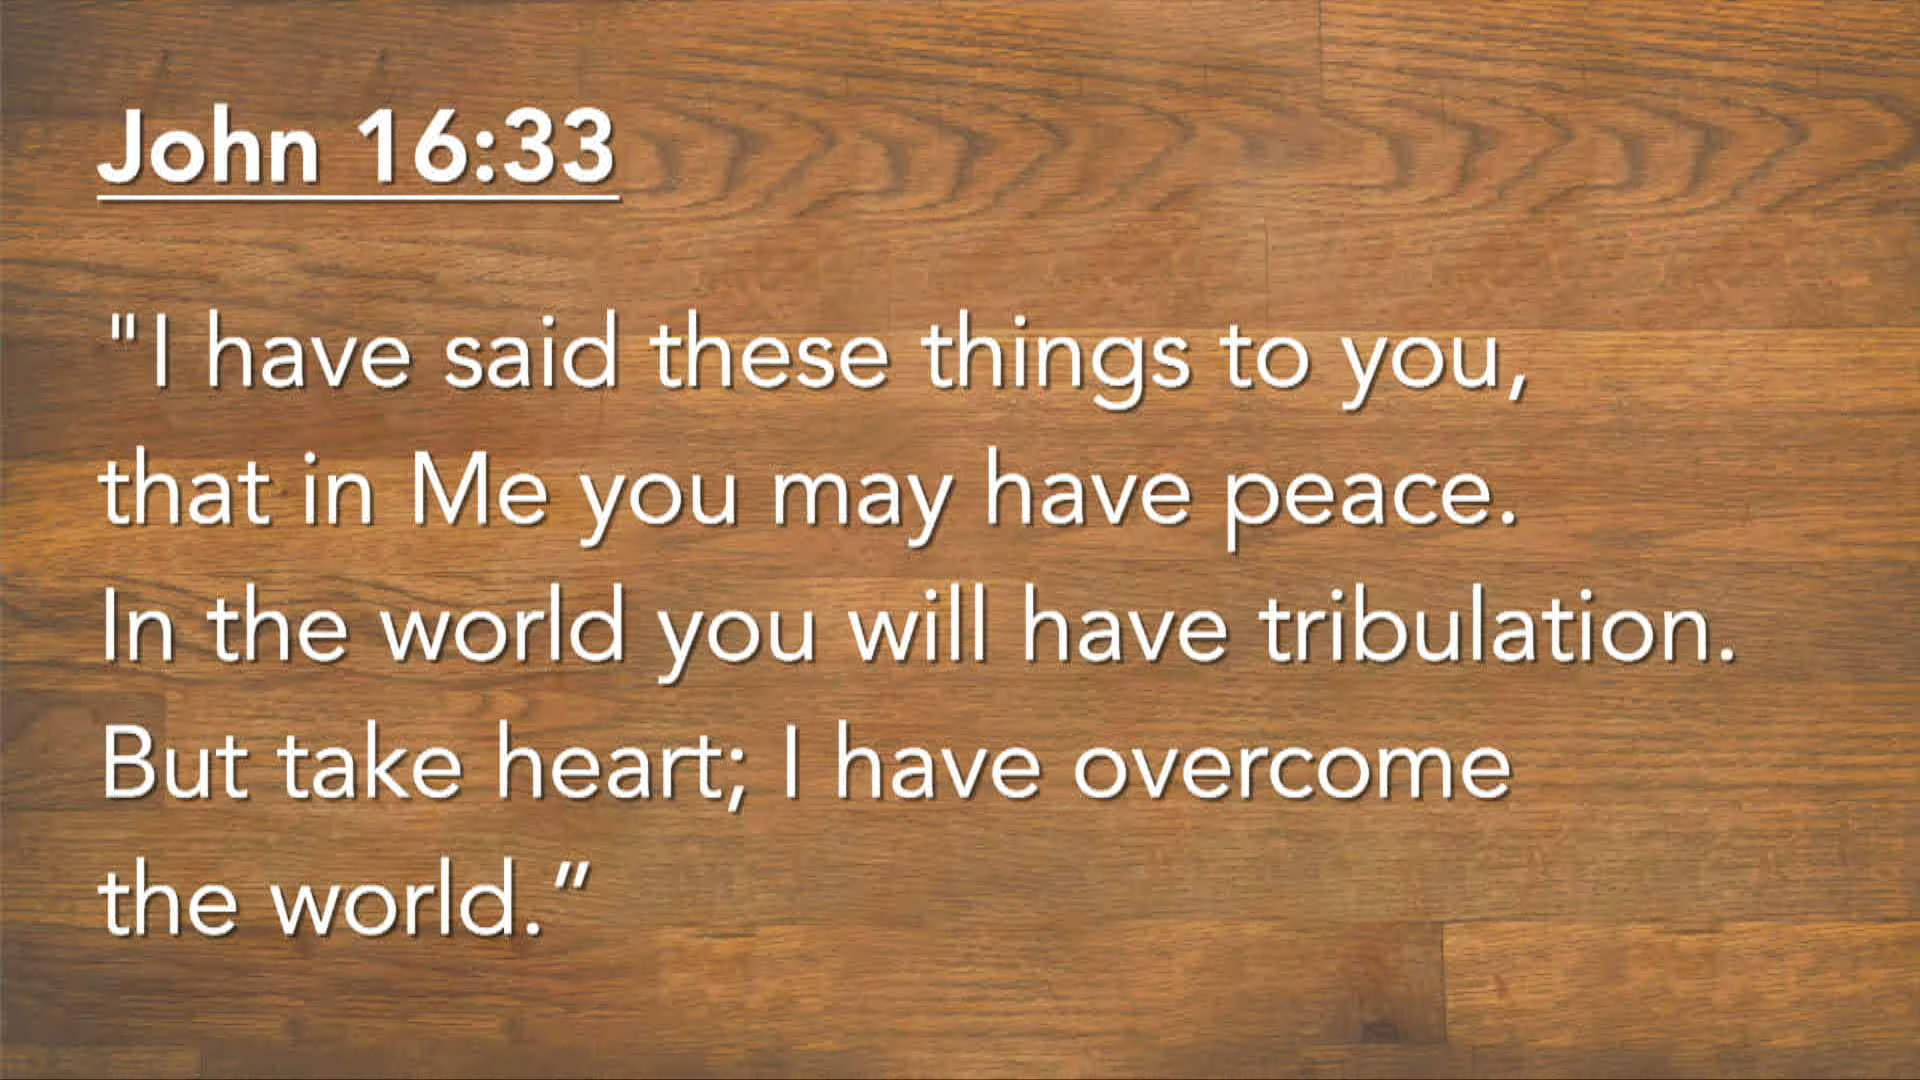 John 16:33
"I have said these things to you,
that in Me you may have peace.
In the world you will have tribulation.
But take heart; I have overcome
the world.”